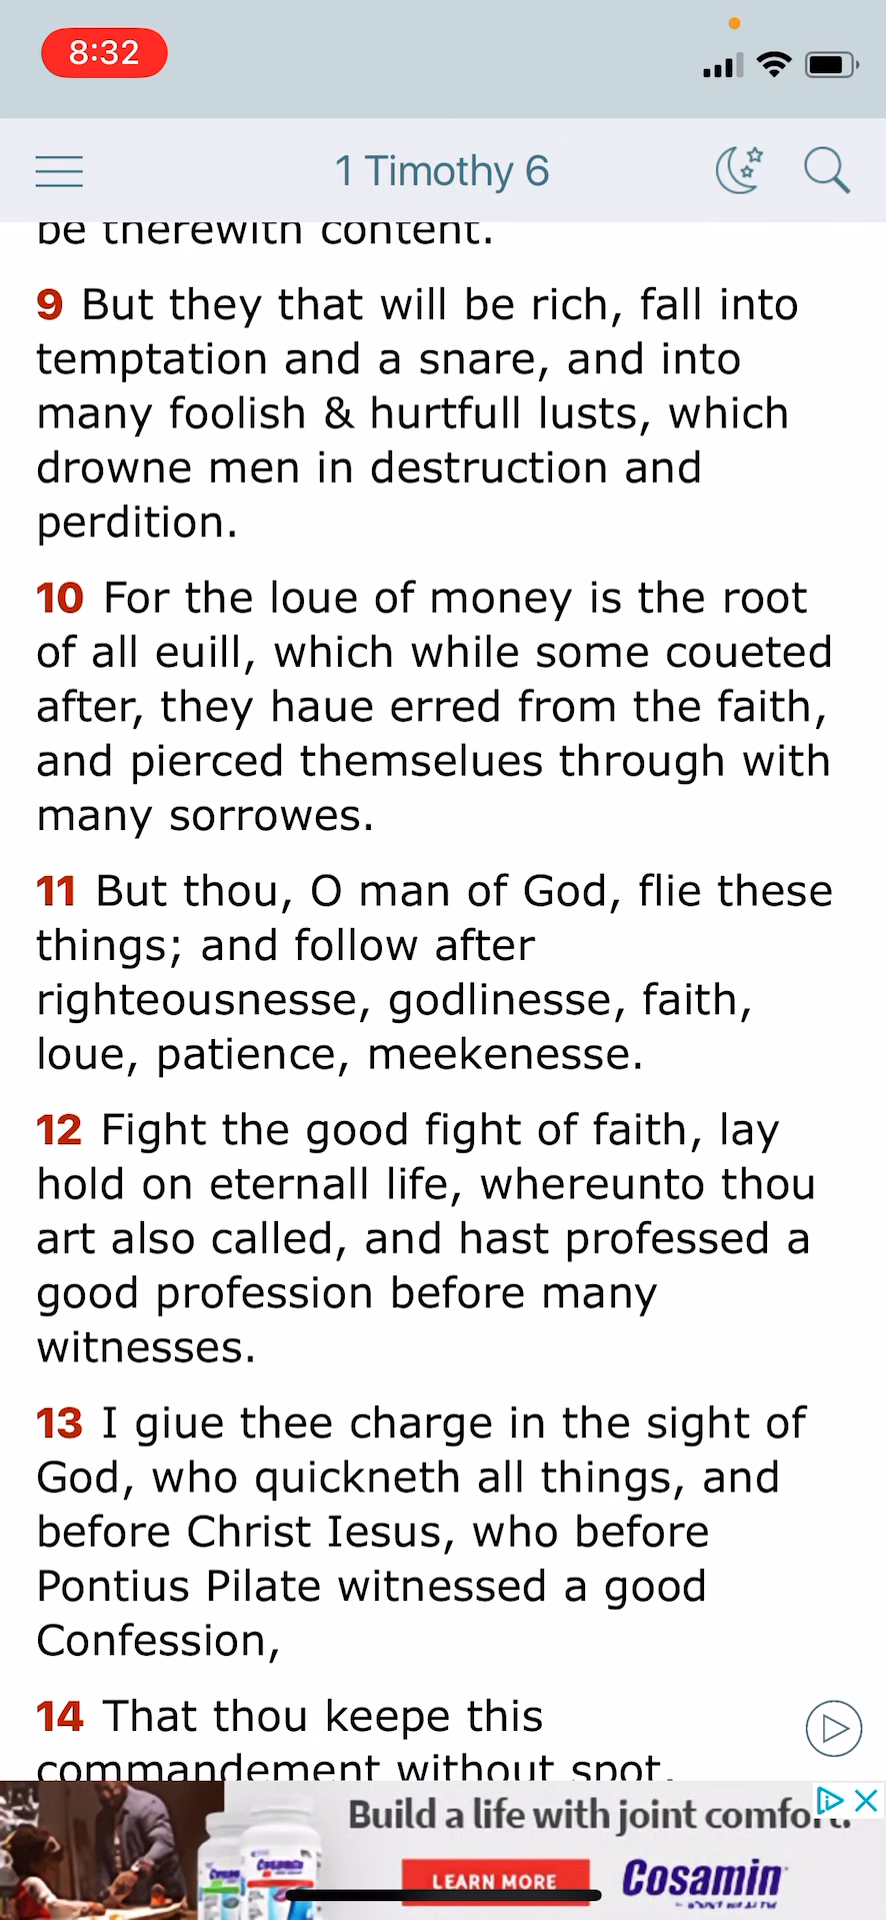 8:32
1 Timothy 6
be therewith content.
9 But they that will be rich, fall into
temptation and a snare, and into
many foolish & hurtfull lusts, which
drowne men in destruction and
perdition.
10 For the loue of money is the root
of all euill, which while some coueted
after, they haue erred from the faith,
and pierced themselues through with
many sorrowes.
11 But thou, O man of God, flie these
things; and follow after
righteousnesse, godlinesse, faith,
loue, patience, meekenesse.
12 Fight the good fight of faith, lay
hold on eternall life, whereunto thou
art also called, and hast professed a
good profession before many
witnesses.
13 I giue thee charge in the sight of
God, who quickneth all things, and
before Christ Iesus, who before
Pontius Pilate witnessed a good
Confession,
14 That thou keepe this
commandement without spot,
Build a life with joint
LEARN MORE
Cosamin